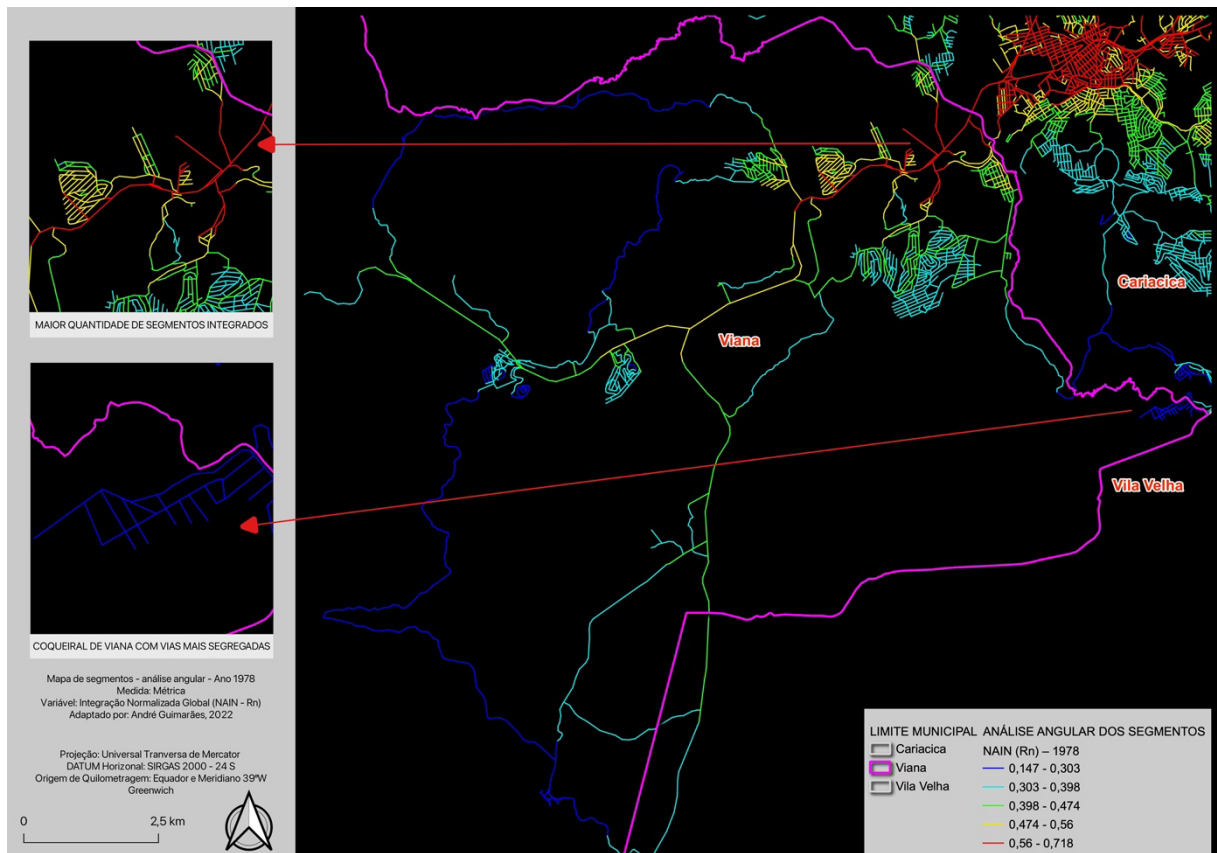 MAIOR QUANTIDADE DE SEGMENTOS INTEGRADOS
COQUEIRAL DE VIANA COM VIAS MAIS SEGREGADAS
Mapa de segmentos - análise angular - Ano 1978
Medida: Métrica
Variável: Integração Normalizada Global (NAIN - Rn)
Adaptado por: André Guimarães, 2022
Projeção: Universal Tranversa de Mercator
DATUM Horizonal: SIRGAS 2000 - 24 S
Origem de Quilometragem: Equador e Meridiano 39ºW
Greenwich
0 2,5 km
Cariacica
Viana
Vila Velha
LIMITE MUNICIPAL
Cariacica
Viana
Vila Velha
ANÁLISE ANGULAR DOS SEGMENTOS
NAIN (Rn) – 1978
0,147 - 0,303
0,303 - 0,398
0,398 - 0,474
0,474 - 0,56
0,56 - 0,718